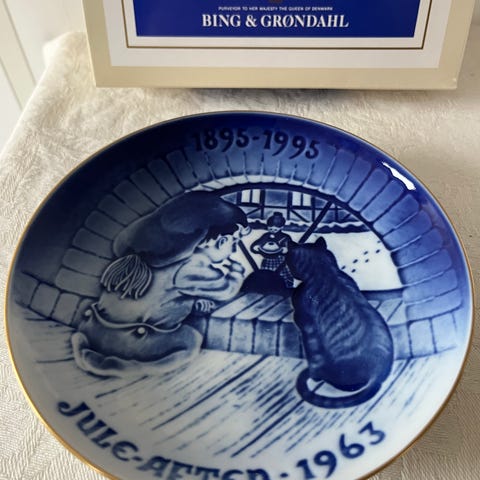 PURVEYOR TO HER MAJESTY THE QUEEN OF DENMARK
BING & GRØNDAHL
1895-1995
JULE-AFTEN · 1963